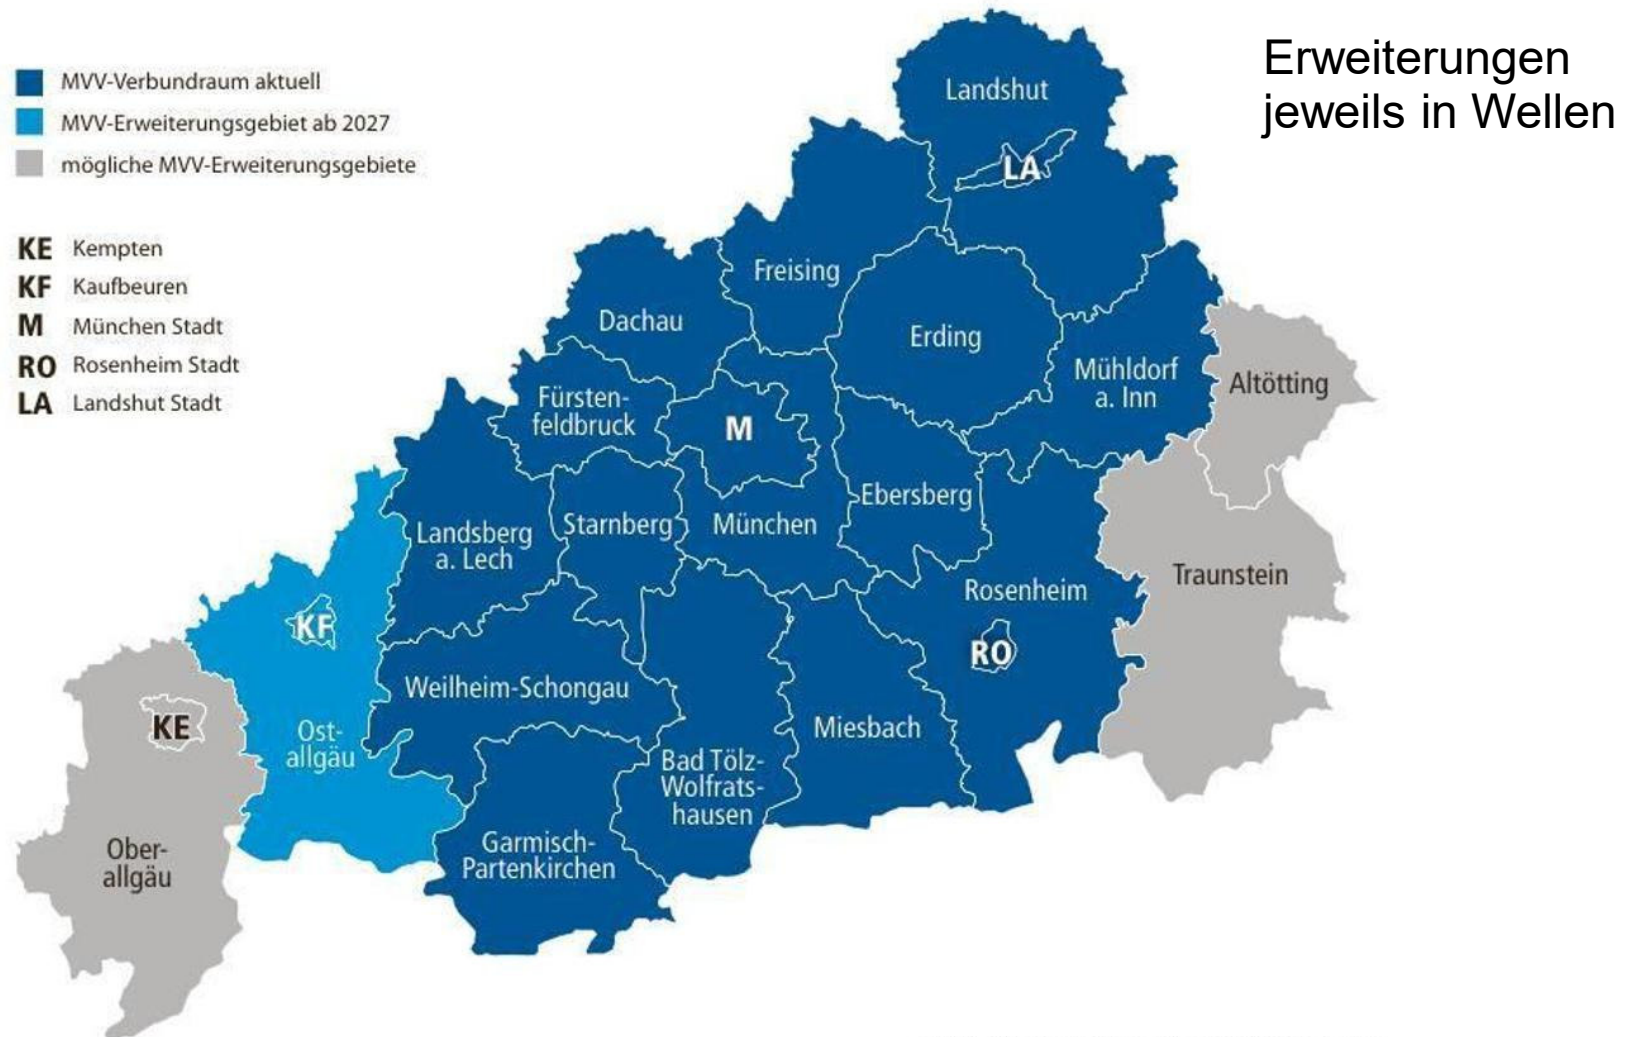 Erweiterungen
jeweils in Wellen
MVV-Verbundraum aktuell
MVV-Erweiterungsgebiet ab 2027
mögliche MVV-Erweiterungsgebiete
KE Kempten
KF Kaufbeuren
M München Stadt
RO Rosenheim Stadt
LA Landshut Stadt
Landshut
LA
Freising
Dachau
Erding
Mühldorf
a. Inn
Altötting
Fürsten-
feldbruck
M
Ebersberg
Landsberg
a. Lech
Starnberg
München
Traunstein
Rosenheim
KF
RO
Weilheim-Schongau
KE
Ost-
allgäu
Miesbach
Bad Tölz-
Wolfrats-
hausen
Garmisch-
Partenkirchen
Ober-
allgäu